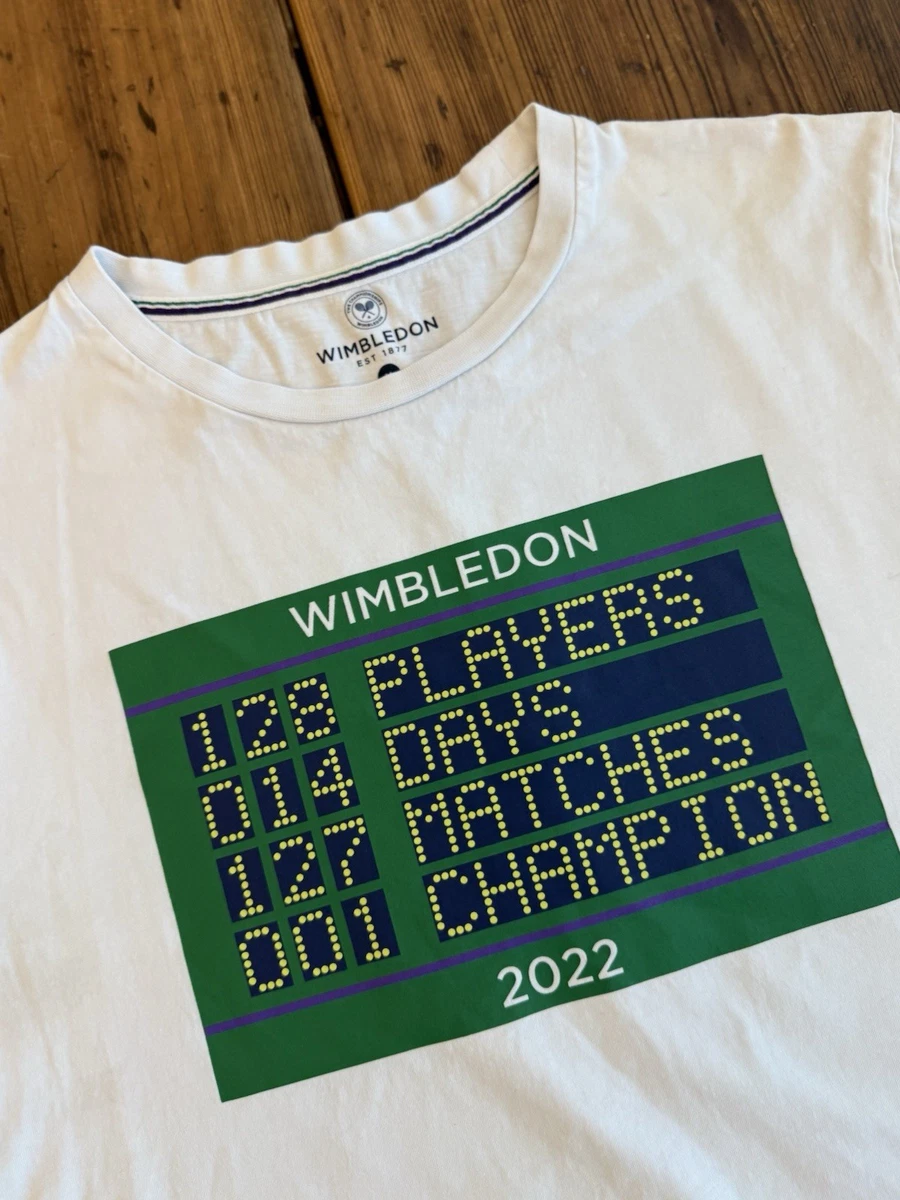 WIMBLEDON
EST 1877
WIMBLEDON
128 PLAYERS
014 DAYS
127 MATCHES
001 CHAMPION
2022